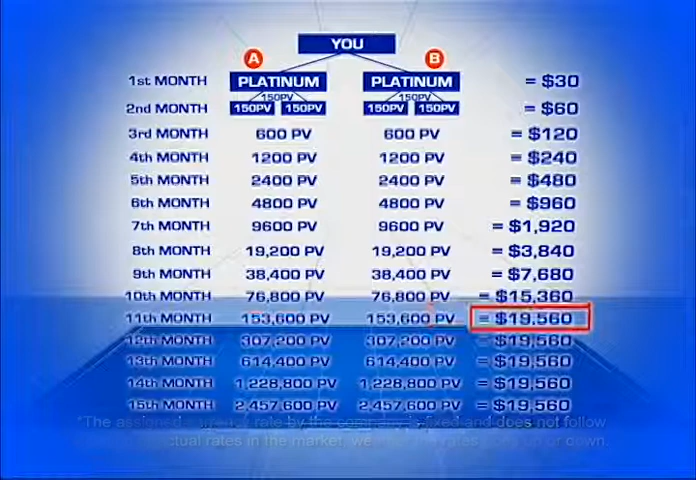 YOU
A B
PLATINUM PLATINUM
1st MONTH = $30
150PV 150PV
2nd MONTH 150PV 150PV 150PV 150PV = $60
3rd MONTH 600 PV 600 PV = $120
4th MONTH 1200 PV 1200 PV = $240
5th MONTH 2400 PV 2400 PV = $480
6th MONTH 4800 PV 4800 PV = $960
7th MONTH 9600 PV 9600 PV = $1,920
8th MONTH 19,200 PV 19,200 PV = $3,840
9th MONTH 38,400 PV 38,400 PV = $7,680
10th MONTH 76,800 PV 76,800 PV = $15,360
11th MONTH 153,600 PV 153,600 PV = $19,560
12th MONTH 307,200 PV 307,200 PV = $19,560
13th MONTH 614,400 PV 614,400 PV = $19,560
14th MONTH 1,228,800 PV 1,228,800 PV = $19,560
15th MONTH 2,457,600 PV 2,457,600 PV = $19,560
*The assigned currency rate by the company is fixed and does not follow
actual rates in the market, rates up or down.